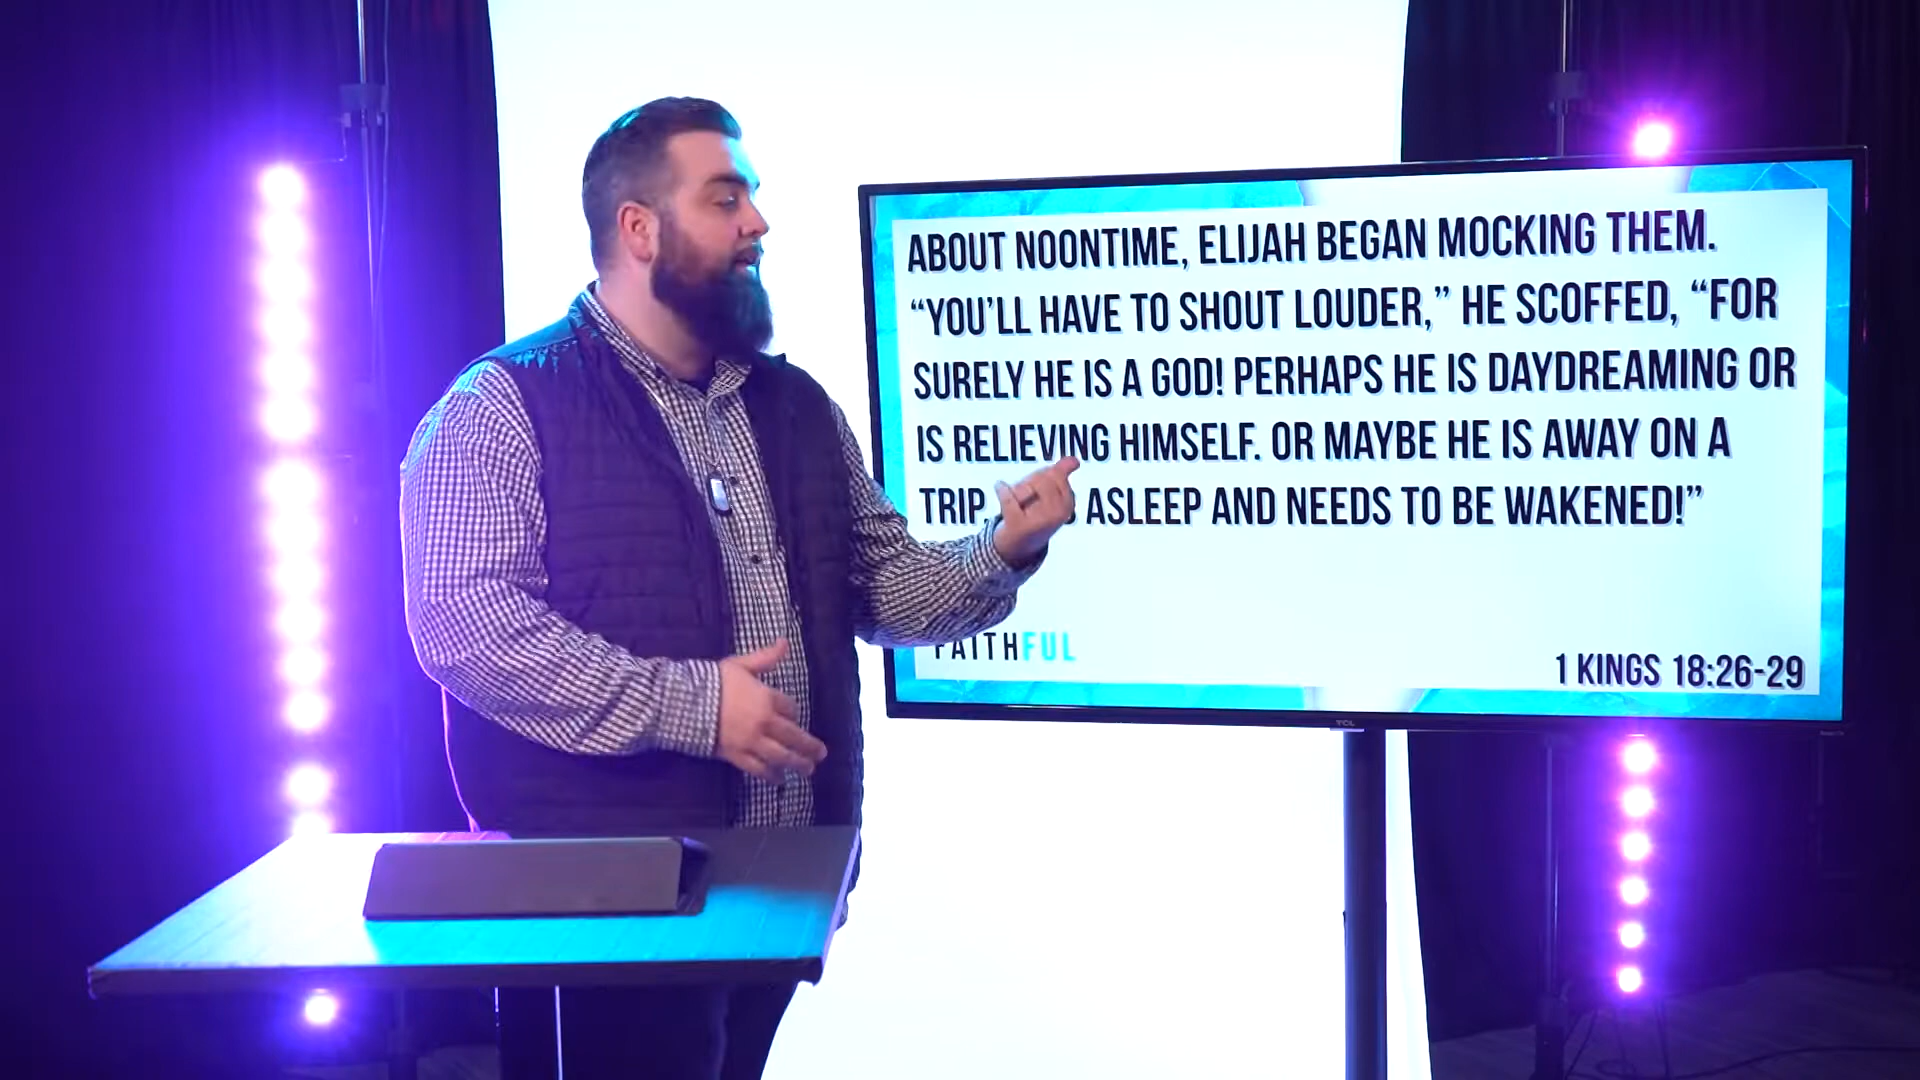 ABOUT NOONTIME, ELIJAH BEGAN MOCKING THEM.
“YOU’LL HAVE TO SHOUT LOUDER,” HE SCOFFED, “FOR
SURELY HE IS A GOD! PERHAPS HE IS DAYDREAMING OR
IS RELIEVING HIMSELF. OR MAYBE HE IS AWAY ON A
TRIP, ASLEEP AND NEEDS TO BE WAKENED!”
FAITHFUL
1 KINGS 18:26-29
TCL